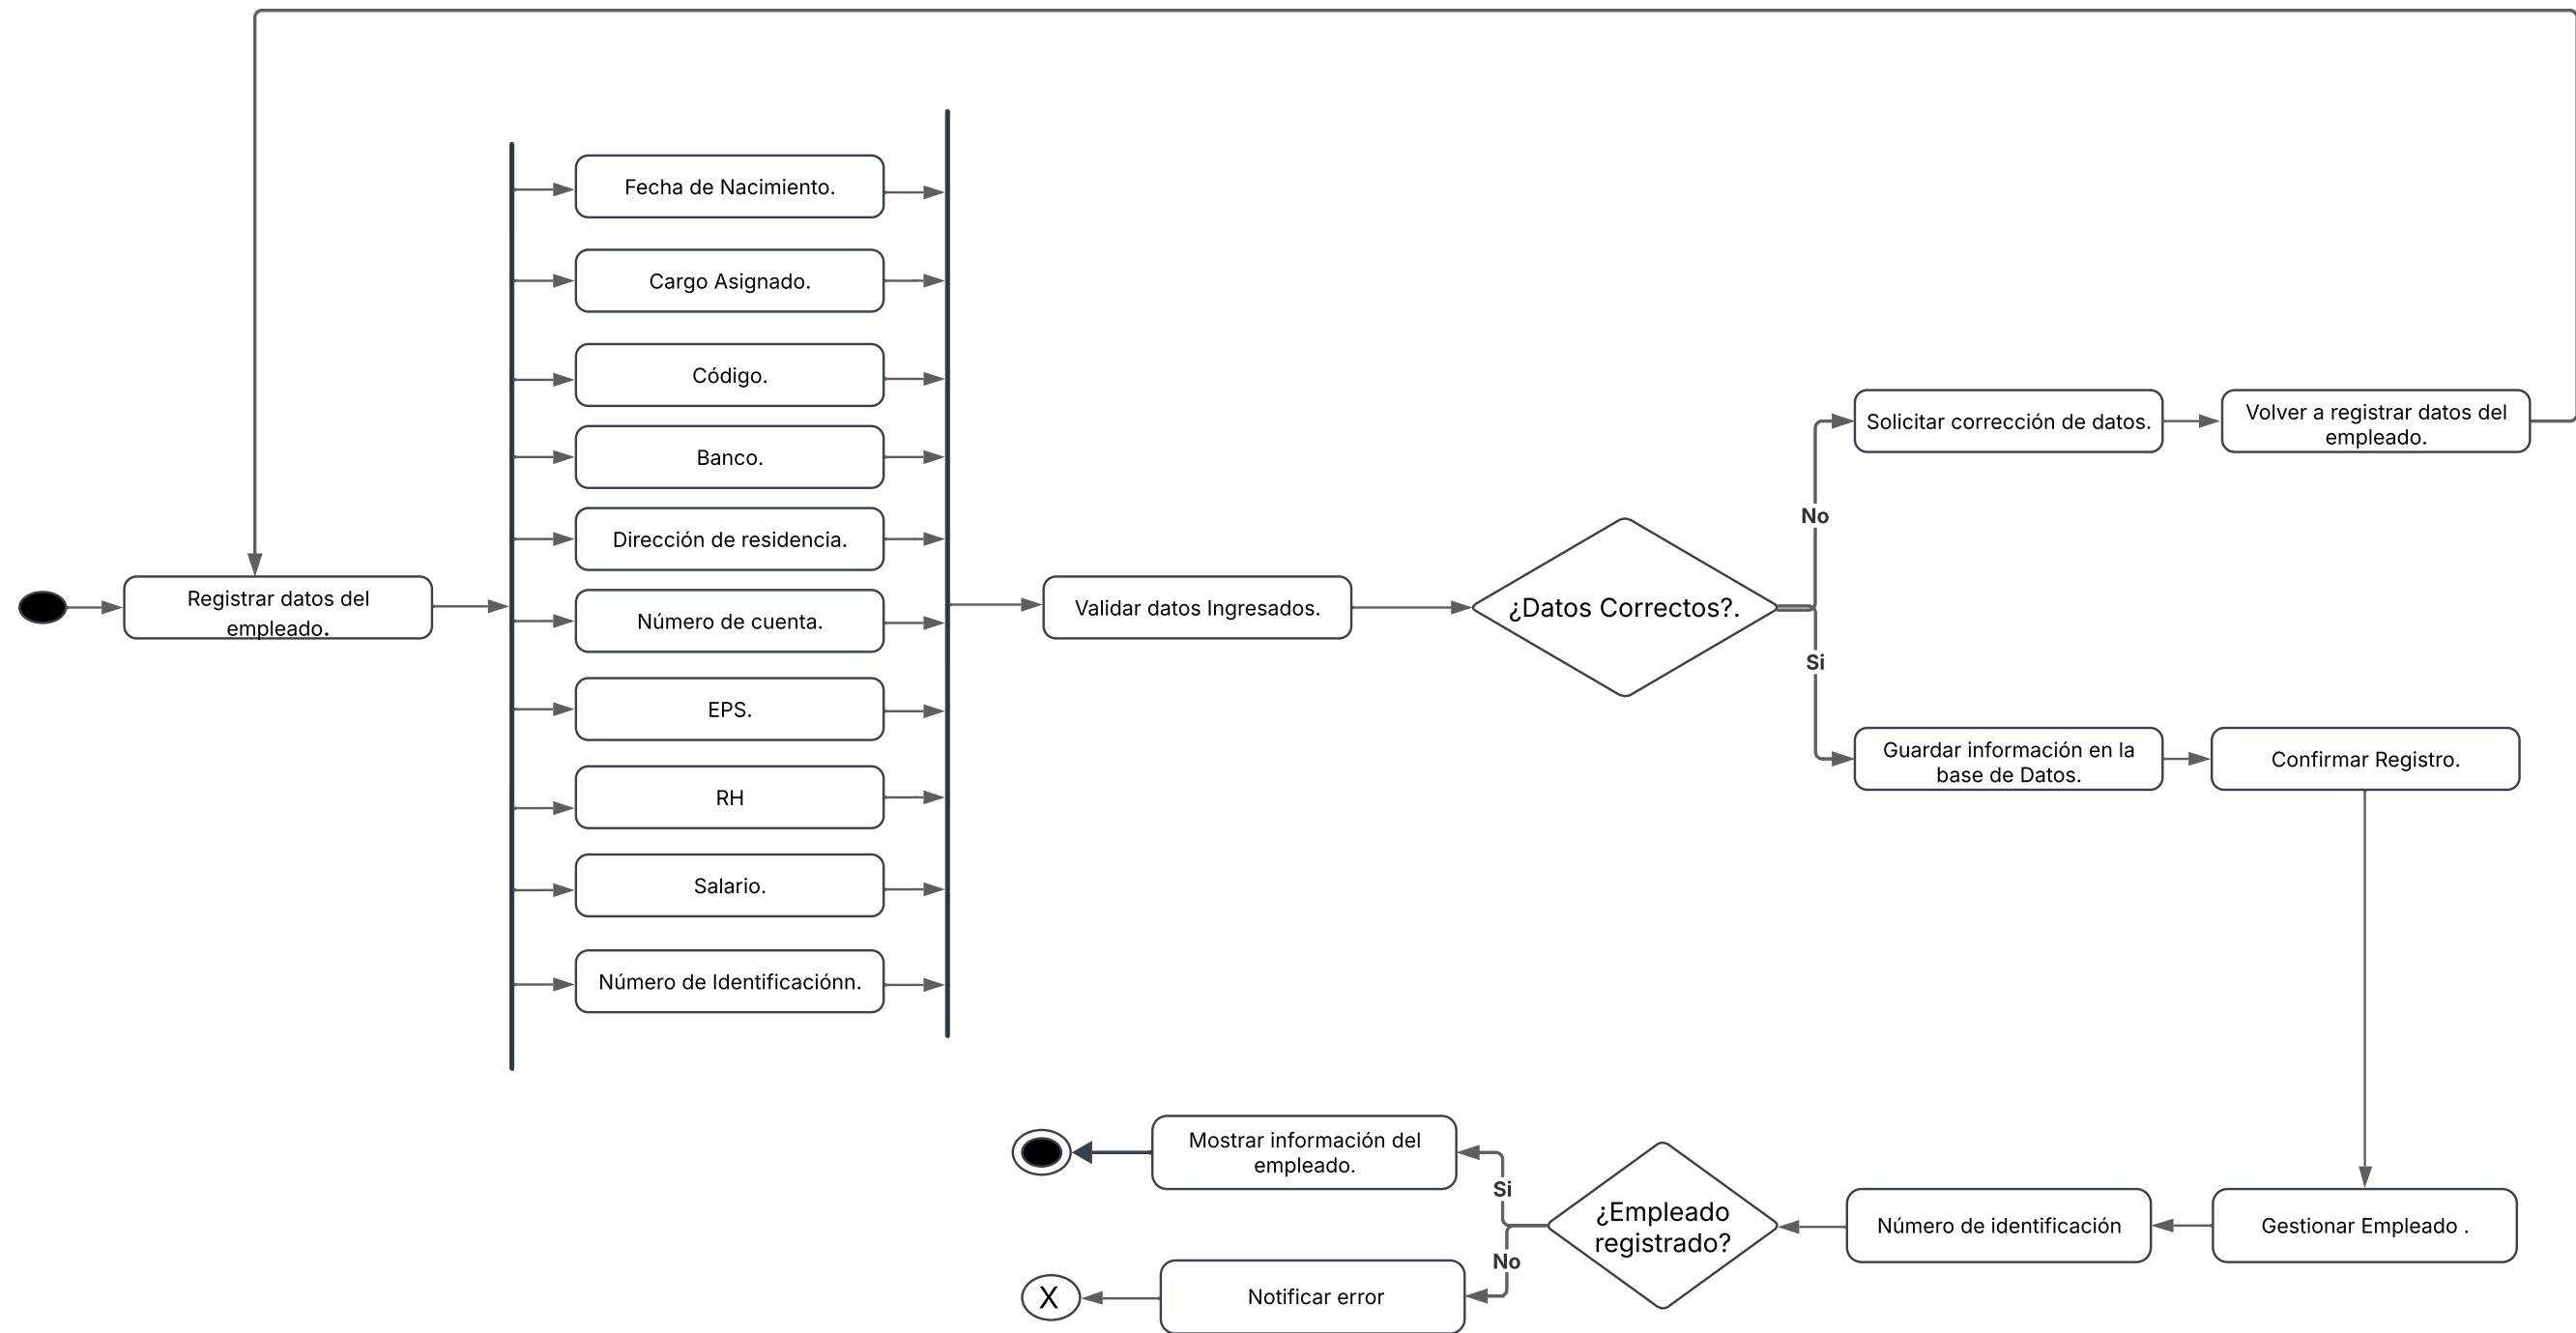 Fecha de Nacimiento.
Cargo Asignado.
Código.
Banco.
Dirección de residencia.
Número de cuenta.
EPS.
RH
Salario.
Número de Identificaciónn.
Registrar datos del
empleado.
Validar datos Ingresados.
¿Datos Correctos?.
No
Si
Solicitar corrección de datos.
Volver a registrar datos del
empleado.
Guardar información en la
base de Datos.
Confirmar Registro.
Gestionar Empleado .
Número de identificación
¿Empleado
registrado?
Si
No
Mostrar información del
empleado.
Notificar error
X